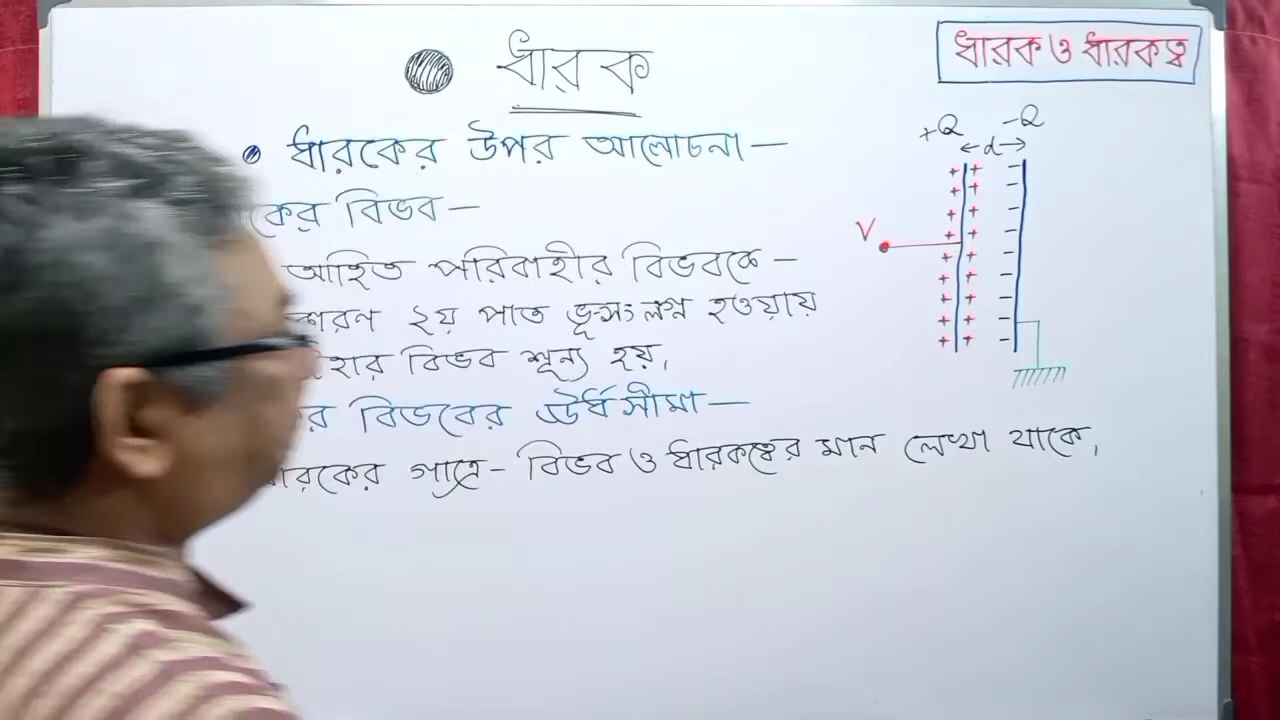 ধারক
ধারক ও ধারকত্ব
ধারকের উপর আলোচনা —
কের বিভব —
আহিত পরিবাহীর বিভবকে —
২য় পাত ভূ-সংলগ্ন হওয়ায়
বিভব শূন্য হয়,
র বিভবের ঊর্ধসীমা —
রকের গাত্রে - বিভব ও ধারকত্বের মান লেখা থাকে,
+Q -Q
d
V